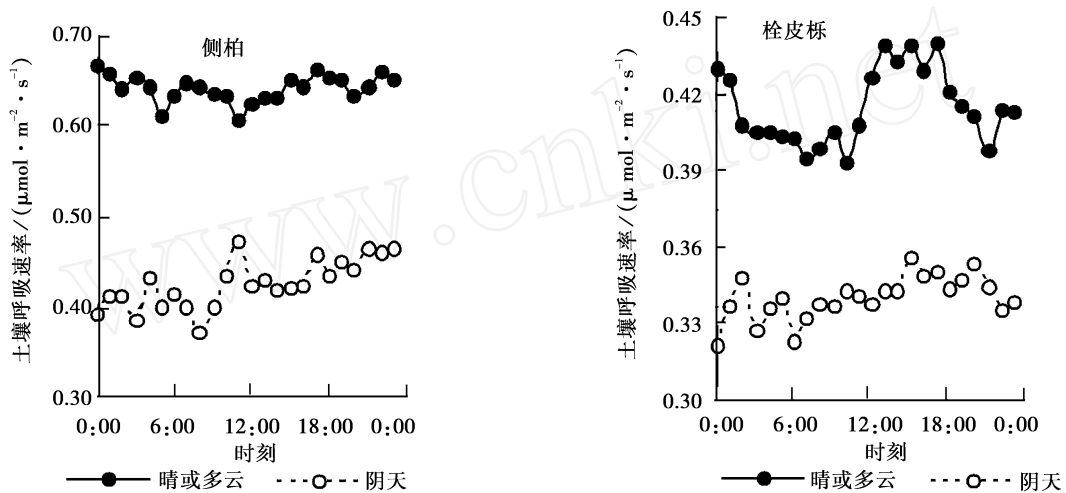 侧柏
土壤呼吸速率/(μmol·m⁻²·s⁻¹)
0.70
0.60
0.50
0.40
0.30
0:00 6:00 12:00 18:00 0:00
时刻
晴或多云 阴天
栓皮栎
土壤呼吸速率/(μmol·m⁻²·s⁻¹)
0.45
0.42
0.39
0.36
0.33
0.30
0:00 6:00 12:00 18:00 0:00
时刻
晴或多云 阴天
www.cnki.net